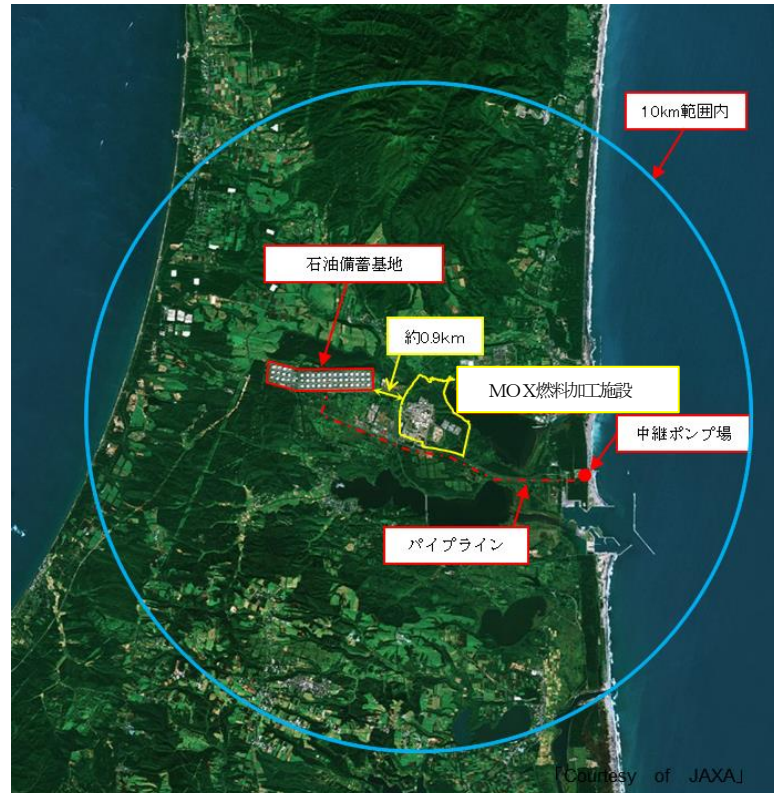 10km範囲内
石油備蓄基地
約0.9km
MOX燃料加工施設
中継ポンプ場
パイプライン
「Courtesy of JAXA」